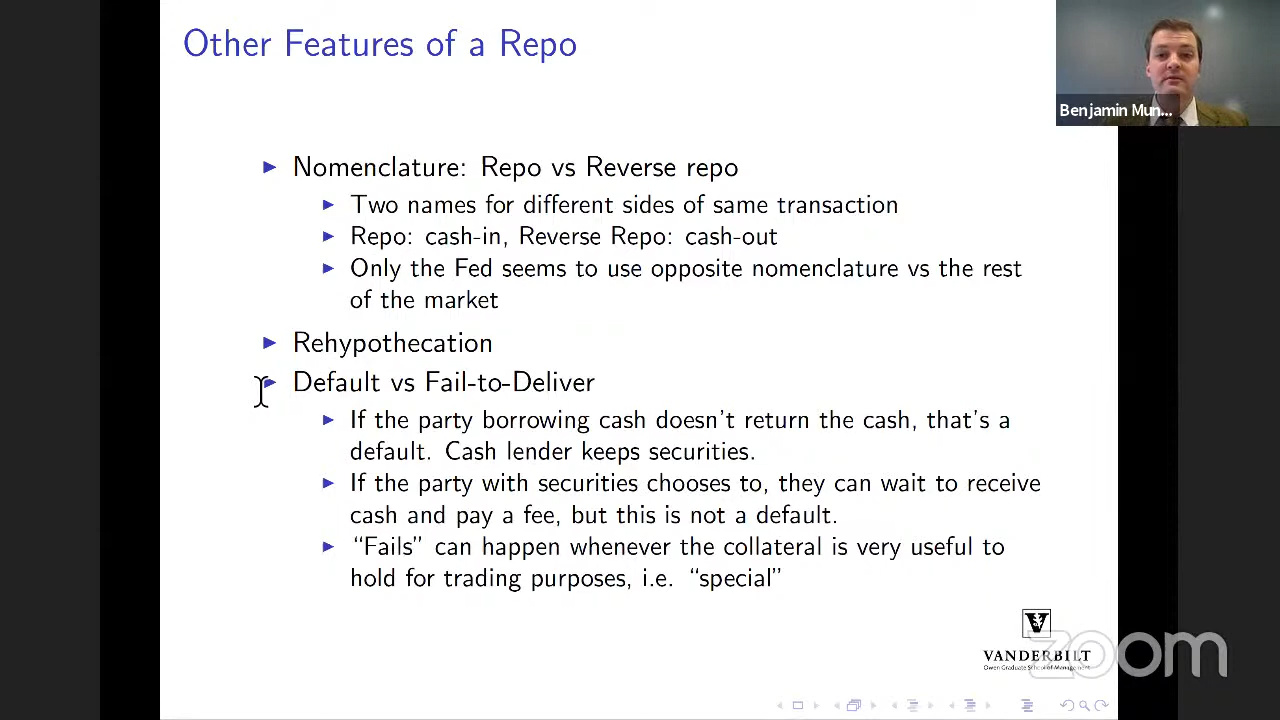 Other Features of a Repo
Benjamin Mun...
Nomenclature: Repo vs Reverse repo
Two names for different sides of same transaction
Repo: cash-in, Reverse Repo: cash-out
Only the Fed seems to use opposite nomenclature vs the rest
of the market
Rehypothecation
Default vs Fail-to-Deliver
If the party borrowing cash doesn't return the cash, that's a
default. Cash lender keeps securities.
If the party with securities chooses to, they can wait to receive
cash and pay a fee, but this is not a default.
“Fails” can happen whenever the collateral is very useful to
hold for trading purposes, i.e. “special”
V
VANDERBILT
Owen Graduate School of Management
zoom